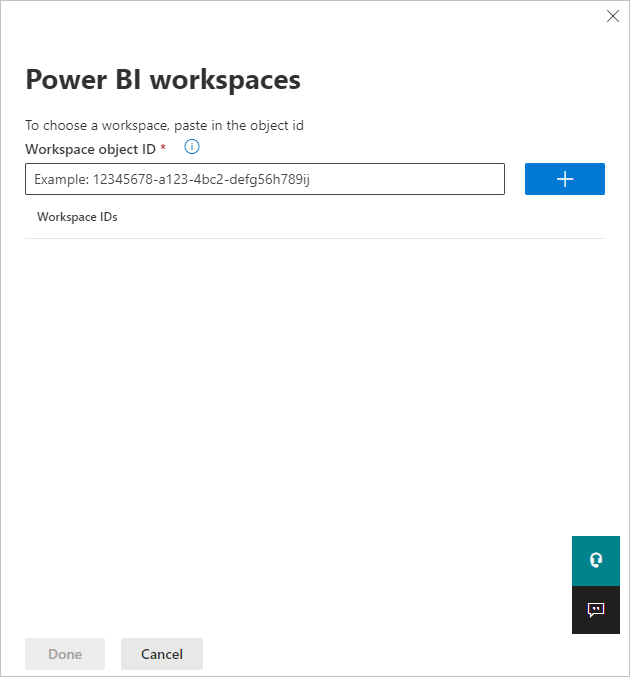 Power BI workspaces
To choose a workspace, paste in the object id
Workspace object ID *
Example: 12345678-a123-4bc2-defg56h789ij
Workspace IDs
Done
Cancel